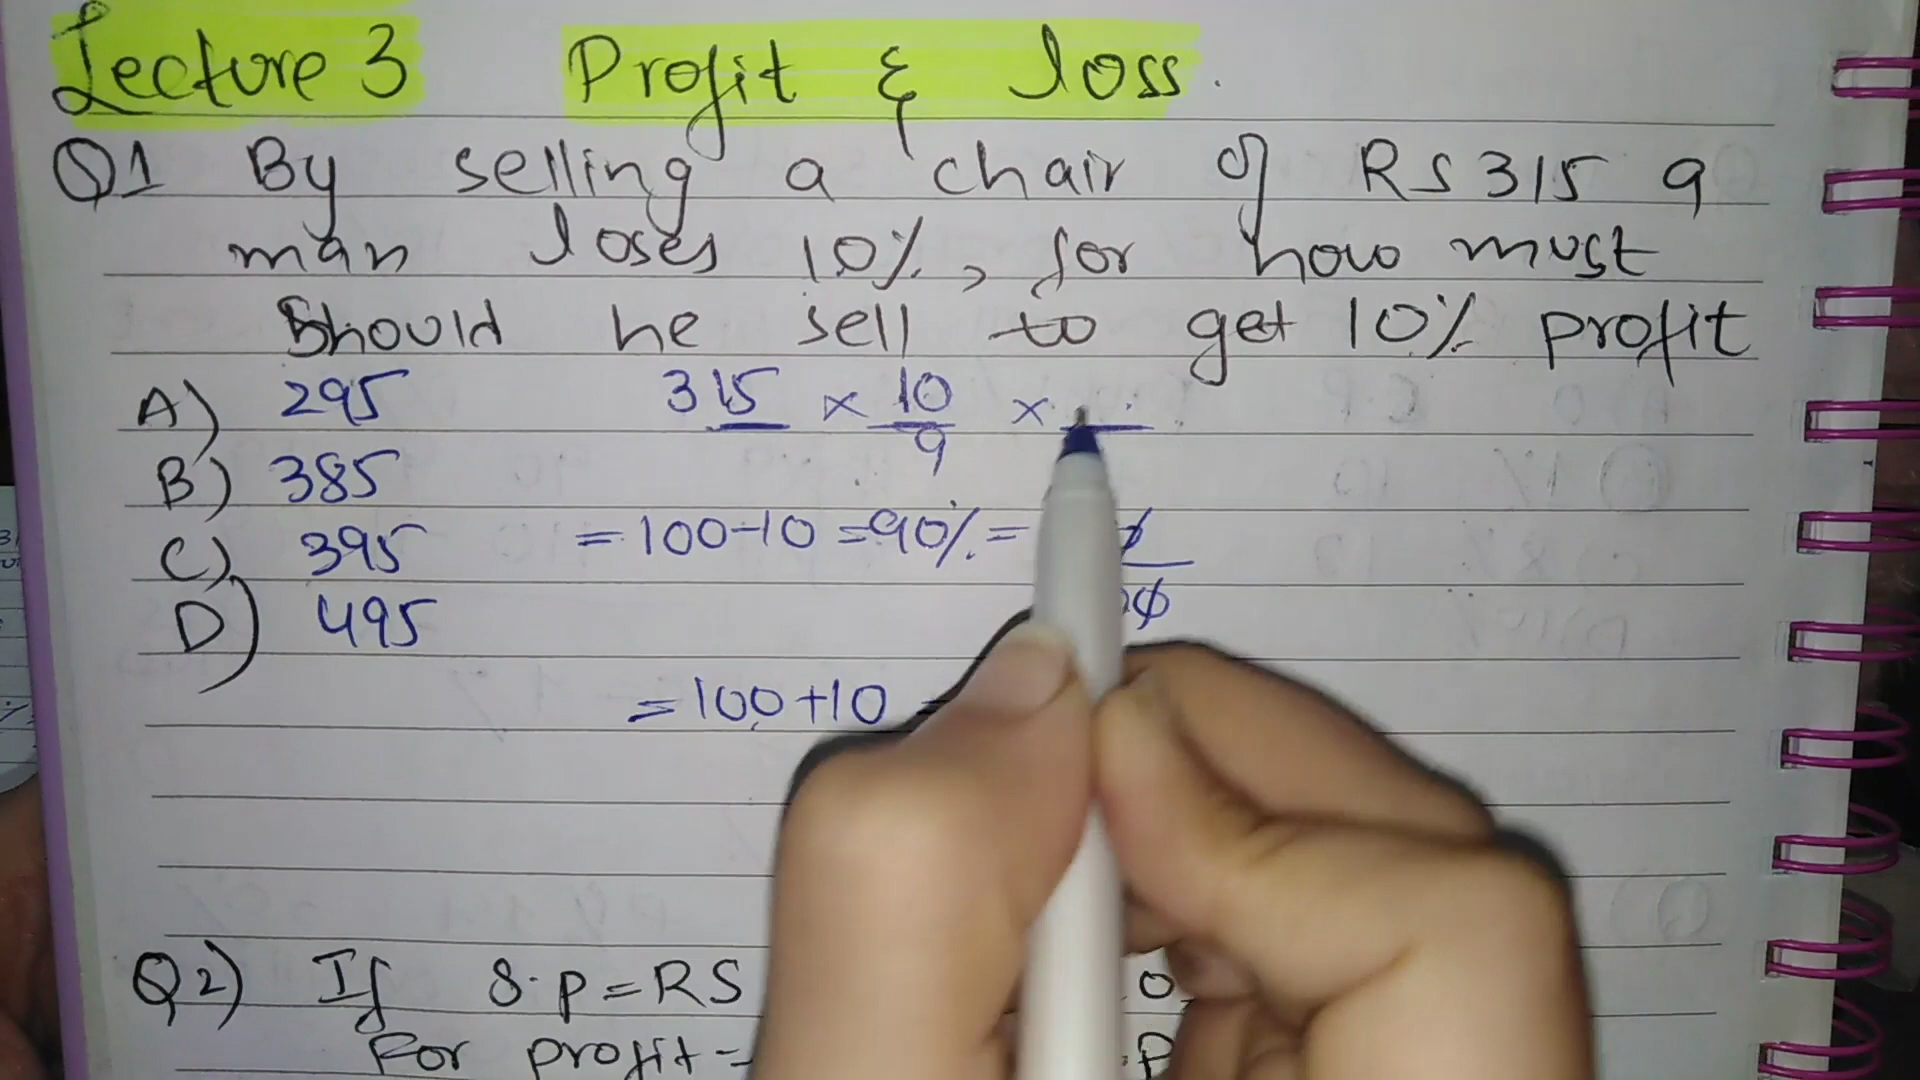 Lecture 3 Profit & loss.
Q1 By selling a chair of RS 315 a
man loses 10%, for how must
Should he sell to get 10% profit
A) 295 315 × 10/9 ×
B) 385
C) 395 = 100-10 = 90% =
D) 495
= 100+10
Q2) If S.P = RS
For profit =